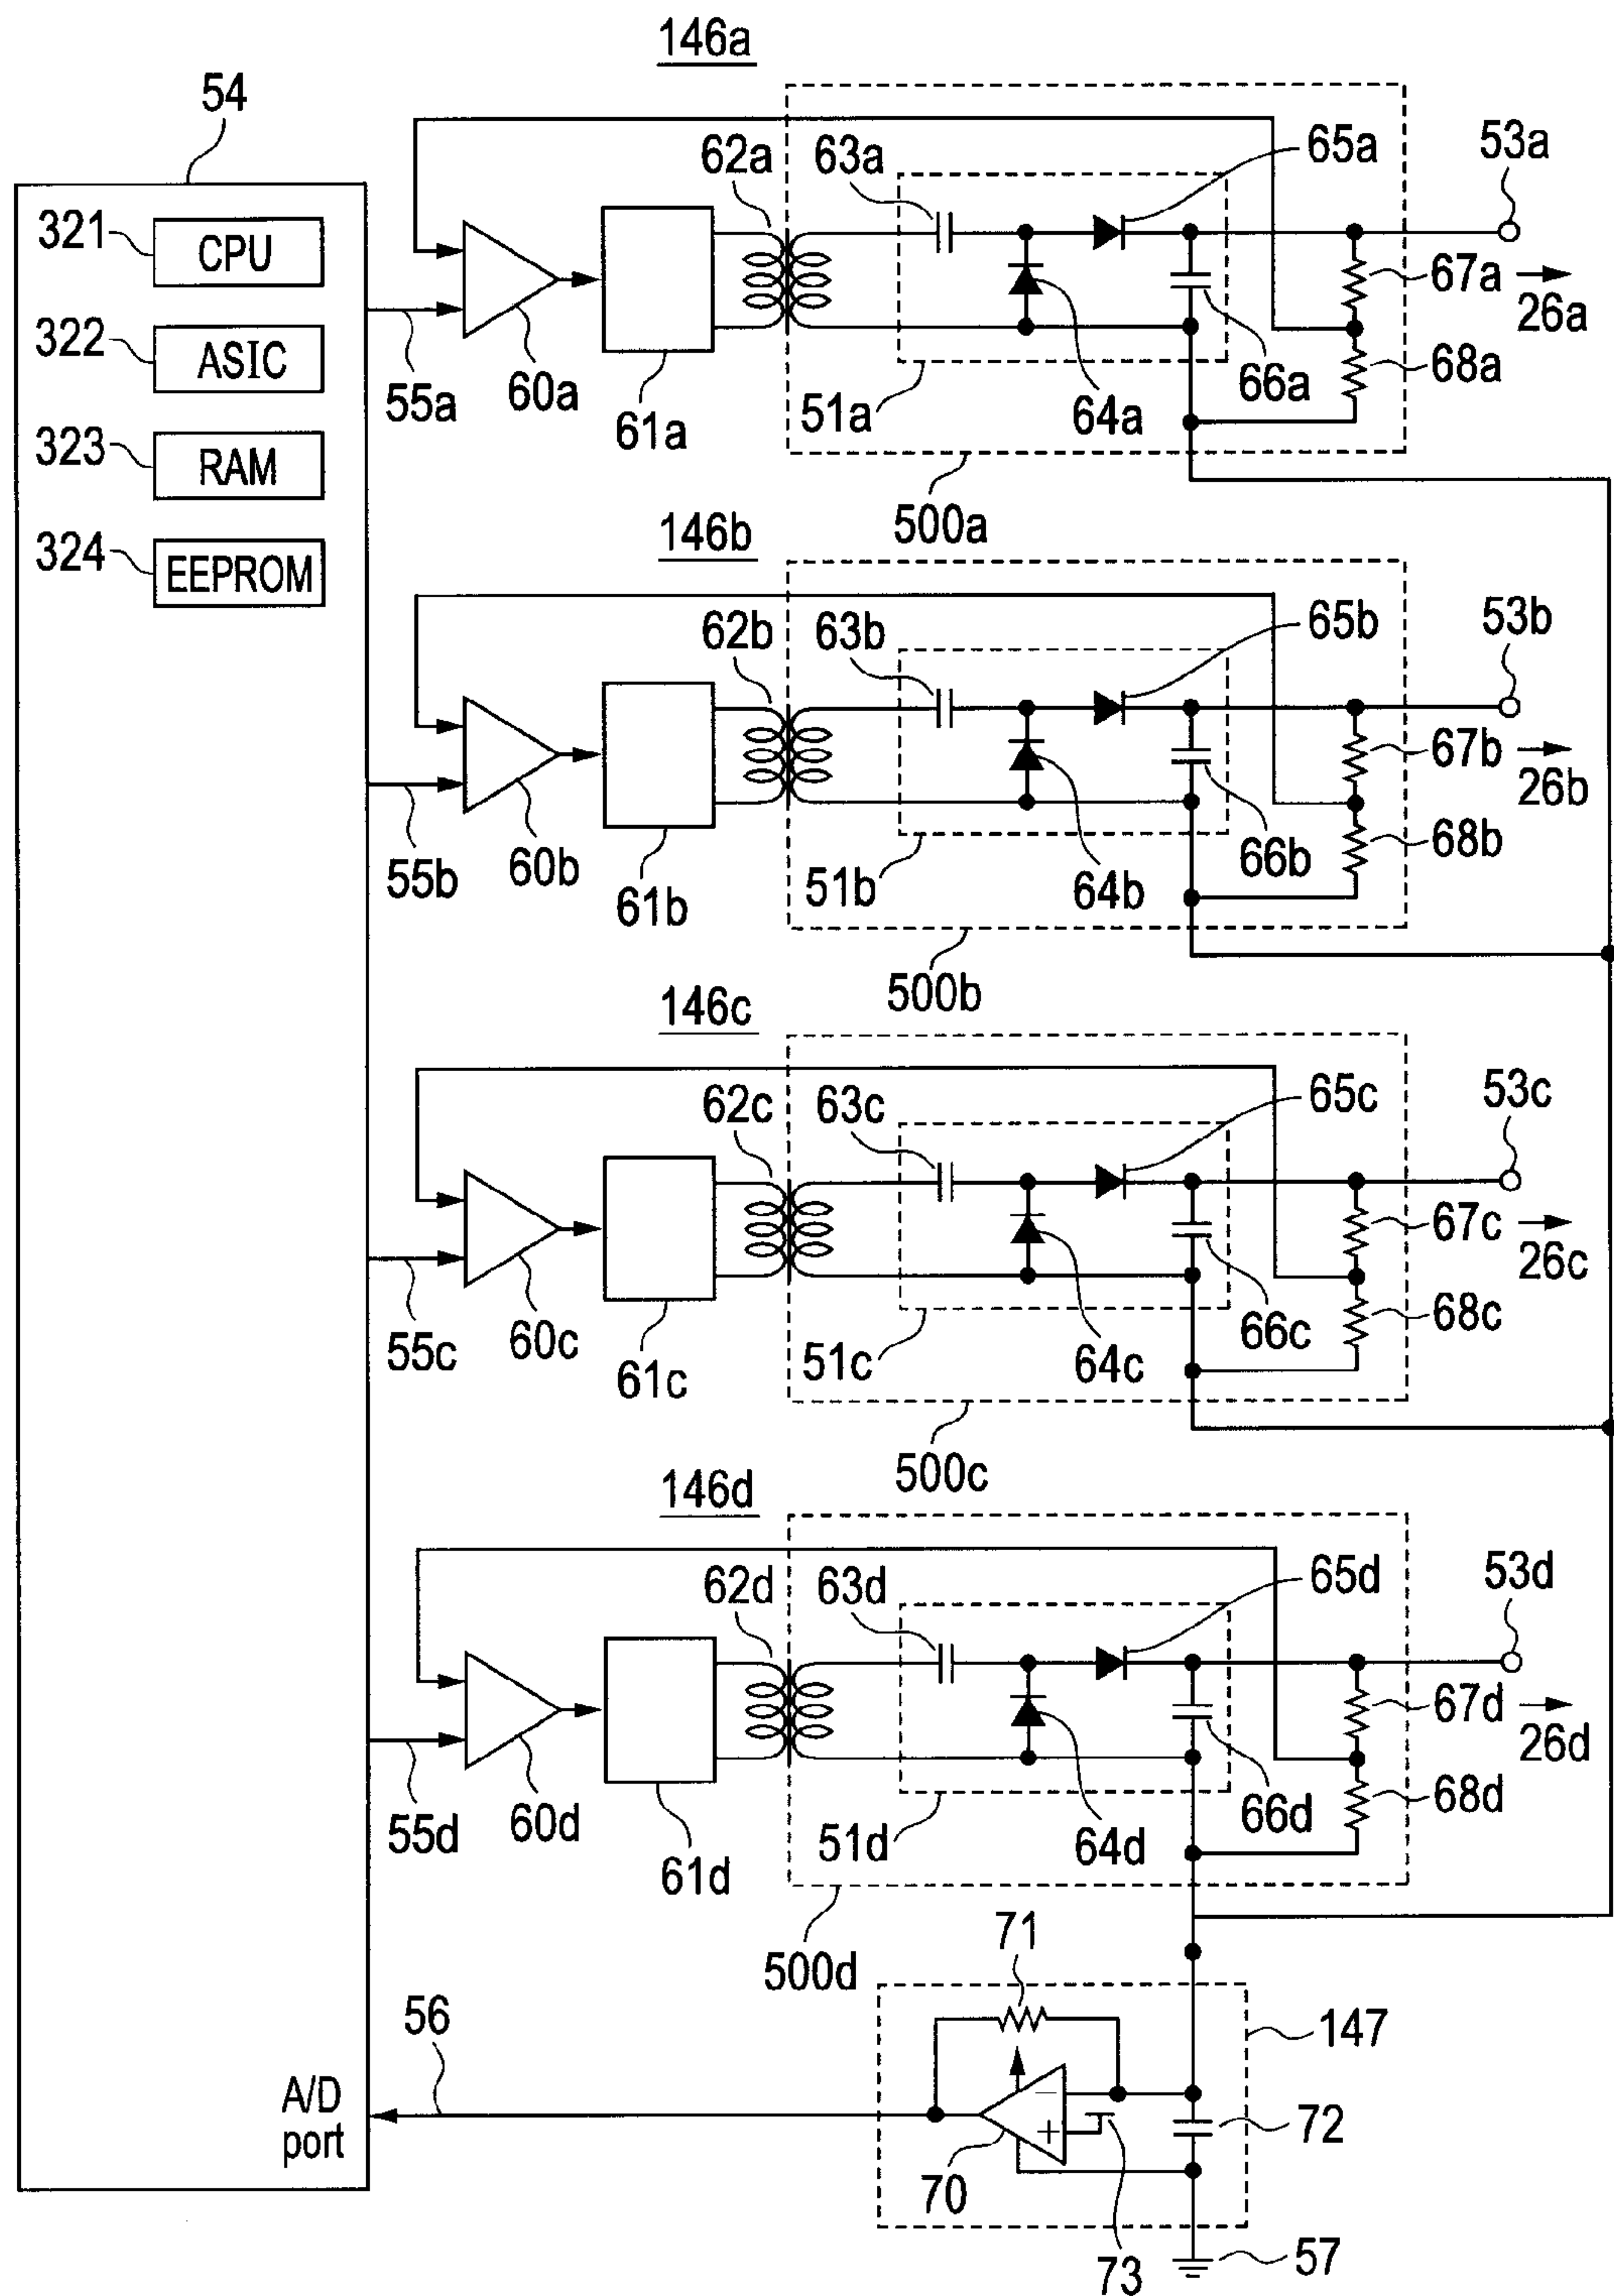 146a
54
62a
63a
65a
53a
321
CPU
67a
26a
322
ASIC
55a
60a
61a
51a
64a
66a
68a
323
RAM
500a
324
EEPROM
146b
62b
63b
65b
53b
67b
26b
55b
60b
61b
51b
64b
66b
68b
500b
146c
62c
63c
65c
53c
67c
26c
55c
60c
61c
51c
64c
66c
68c
500c
146d
62d
63d
65d
53d
67d
26d
55d
60d
61d
51d
64d
66d
68d
500d
71
147
56
A/D
port
−
+
72
70
73
57